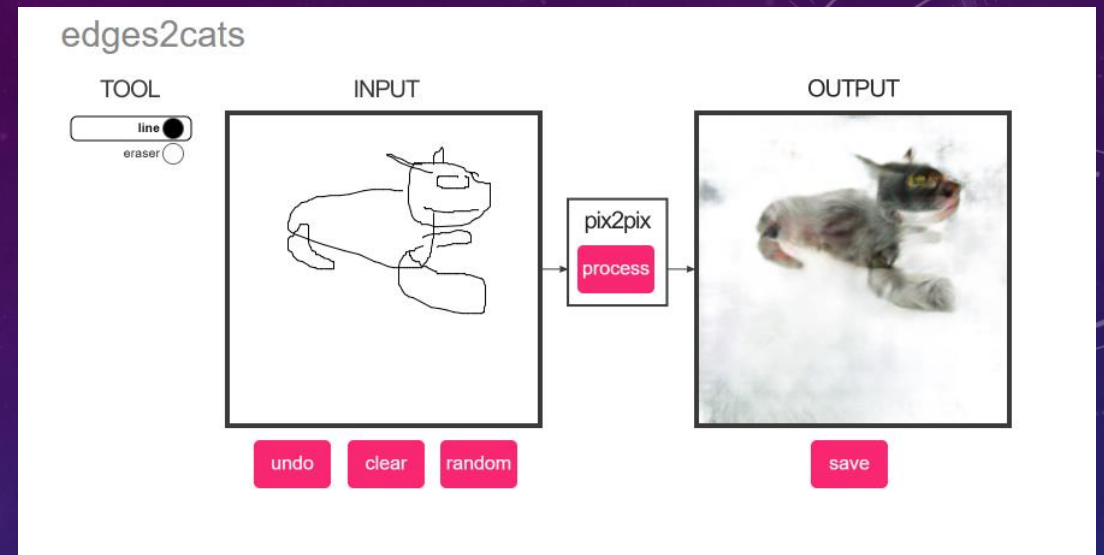 edges2cats
TOOL
INPUT
OUTPUT
line
eraser
pix2pix
process
undo
clear
random
save